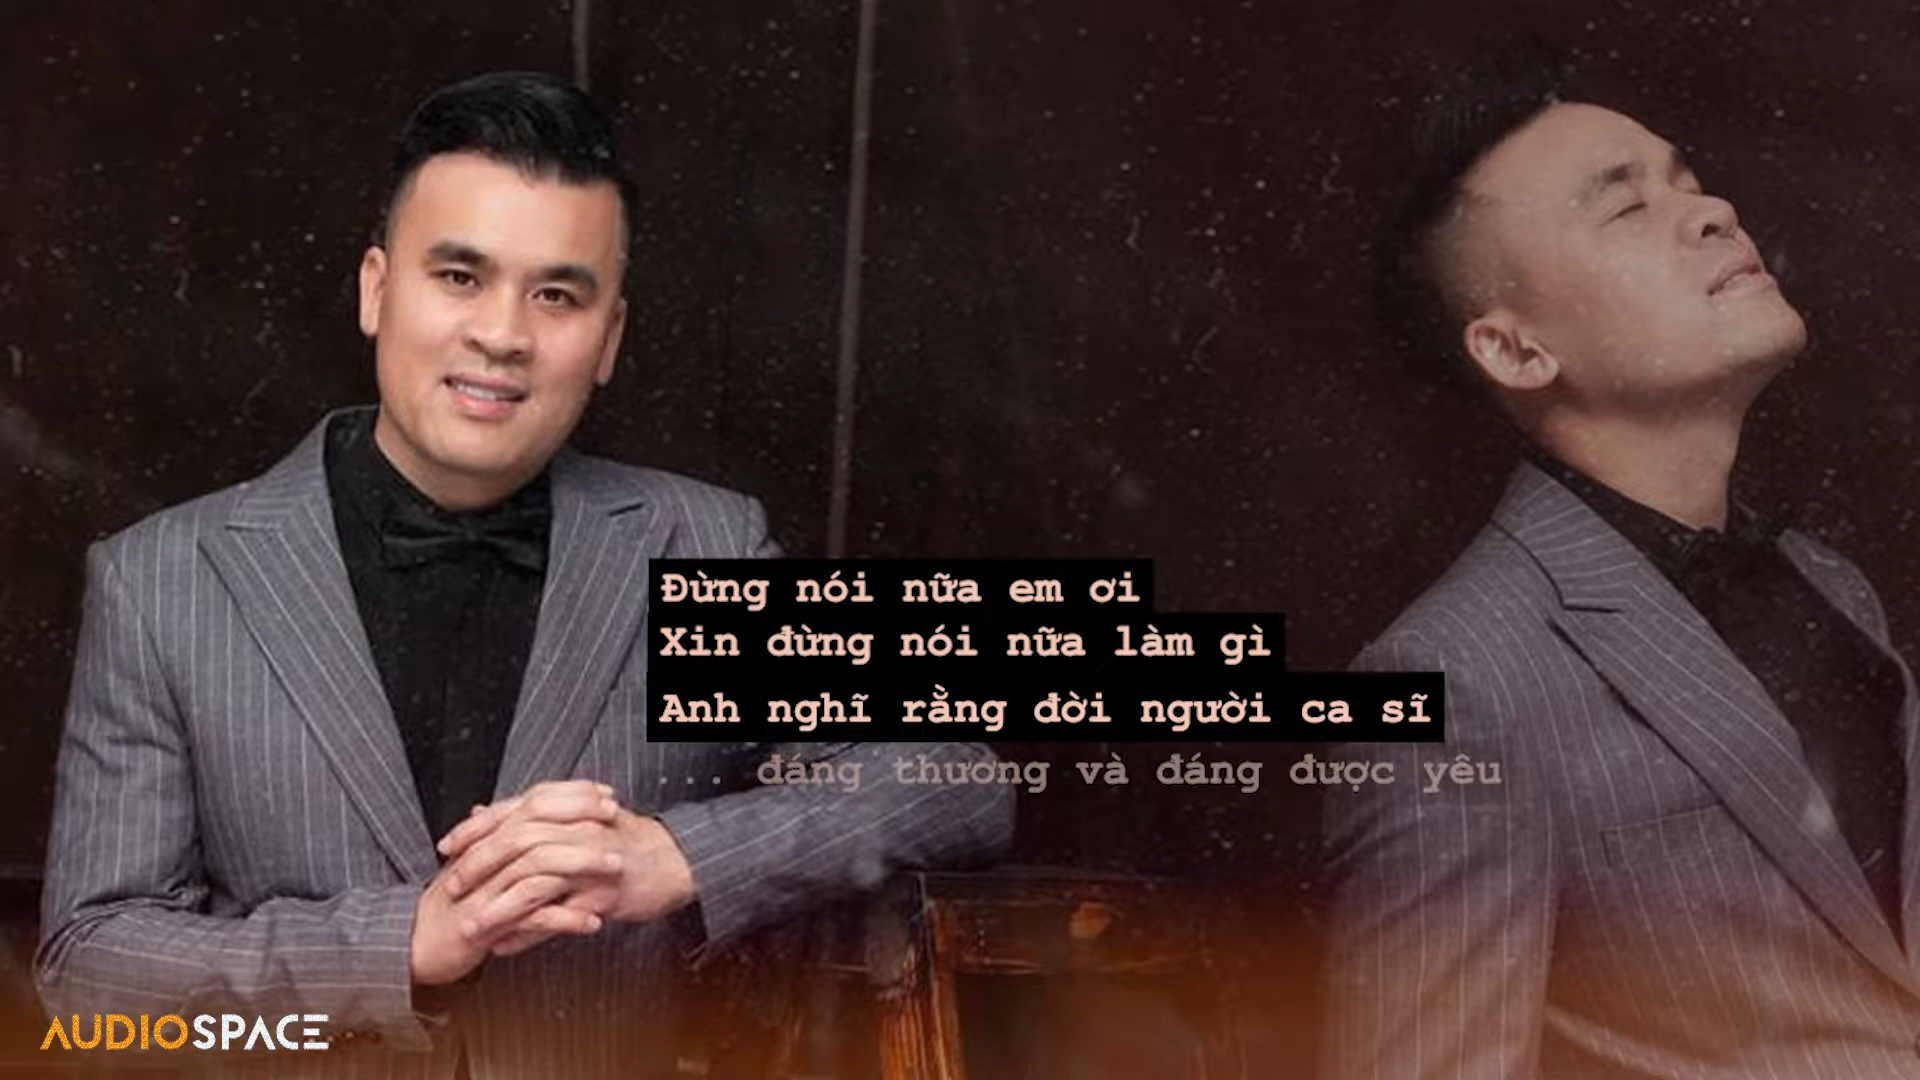 Đừng nói nữa em ơi
Xin đừng nói nữa làm gì
Anh nghĩ rằng đời người ca sĩ
... đáng thương và đáng được yêu
AUDIOSPACE